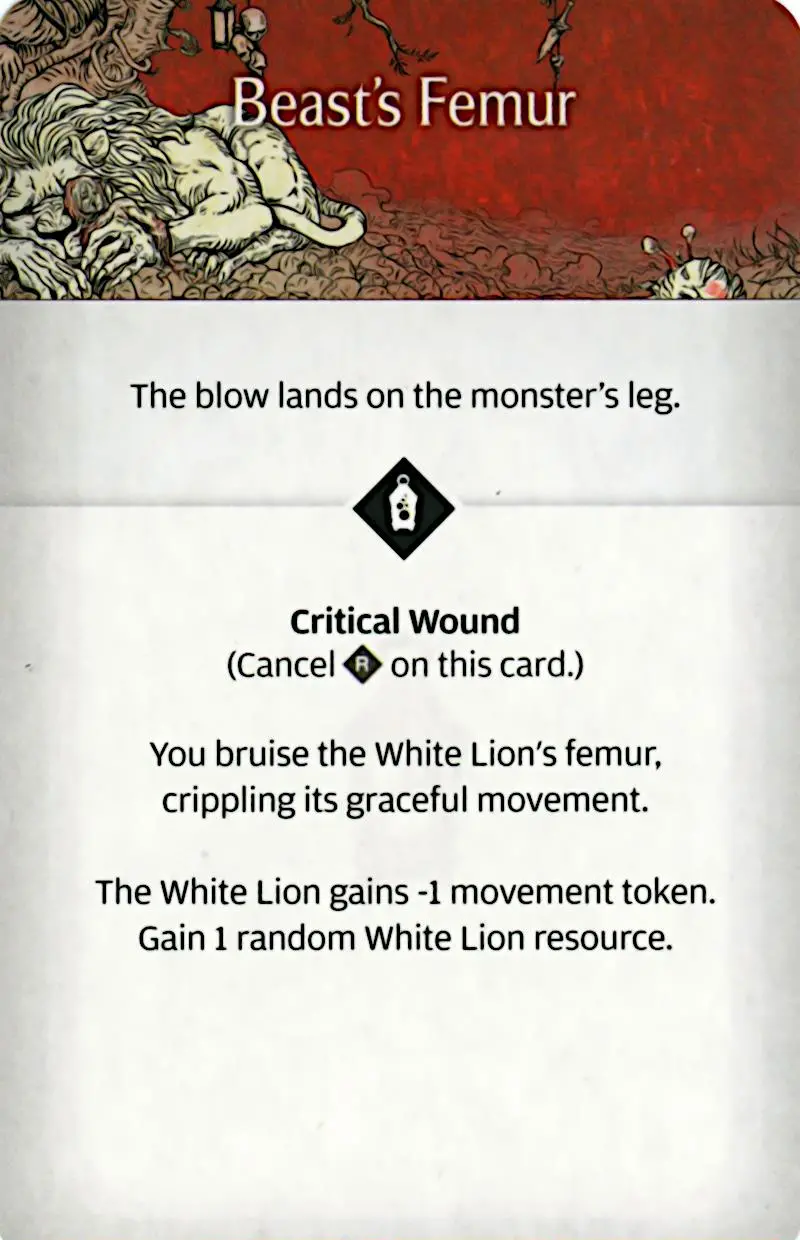 Beast's Femur
The blow lands on the monster's leg.
Critical Wound
(Cancel R on this card.)
You bruise the White Lion's femur,
crippling its graceful movement.
The White Lion gains -1 movement token.
Gain 1 random White Lion resource.